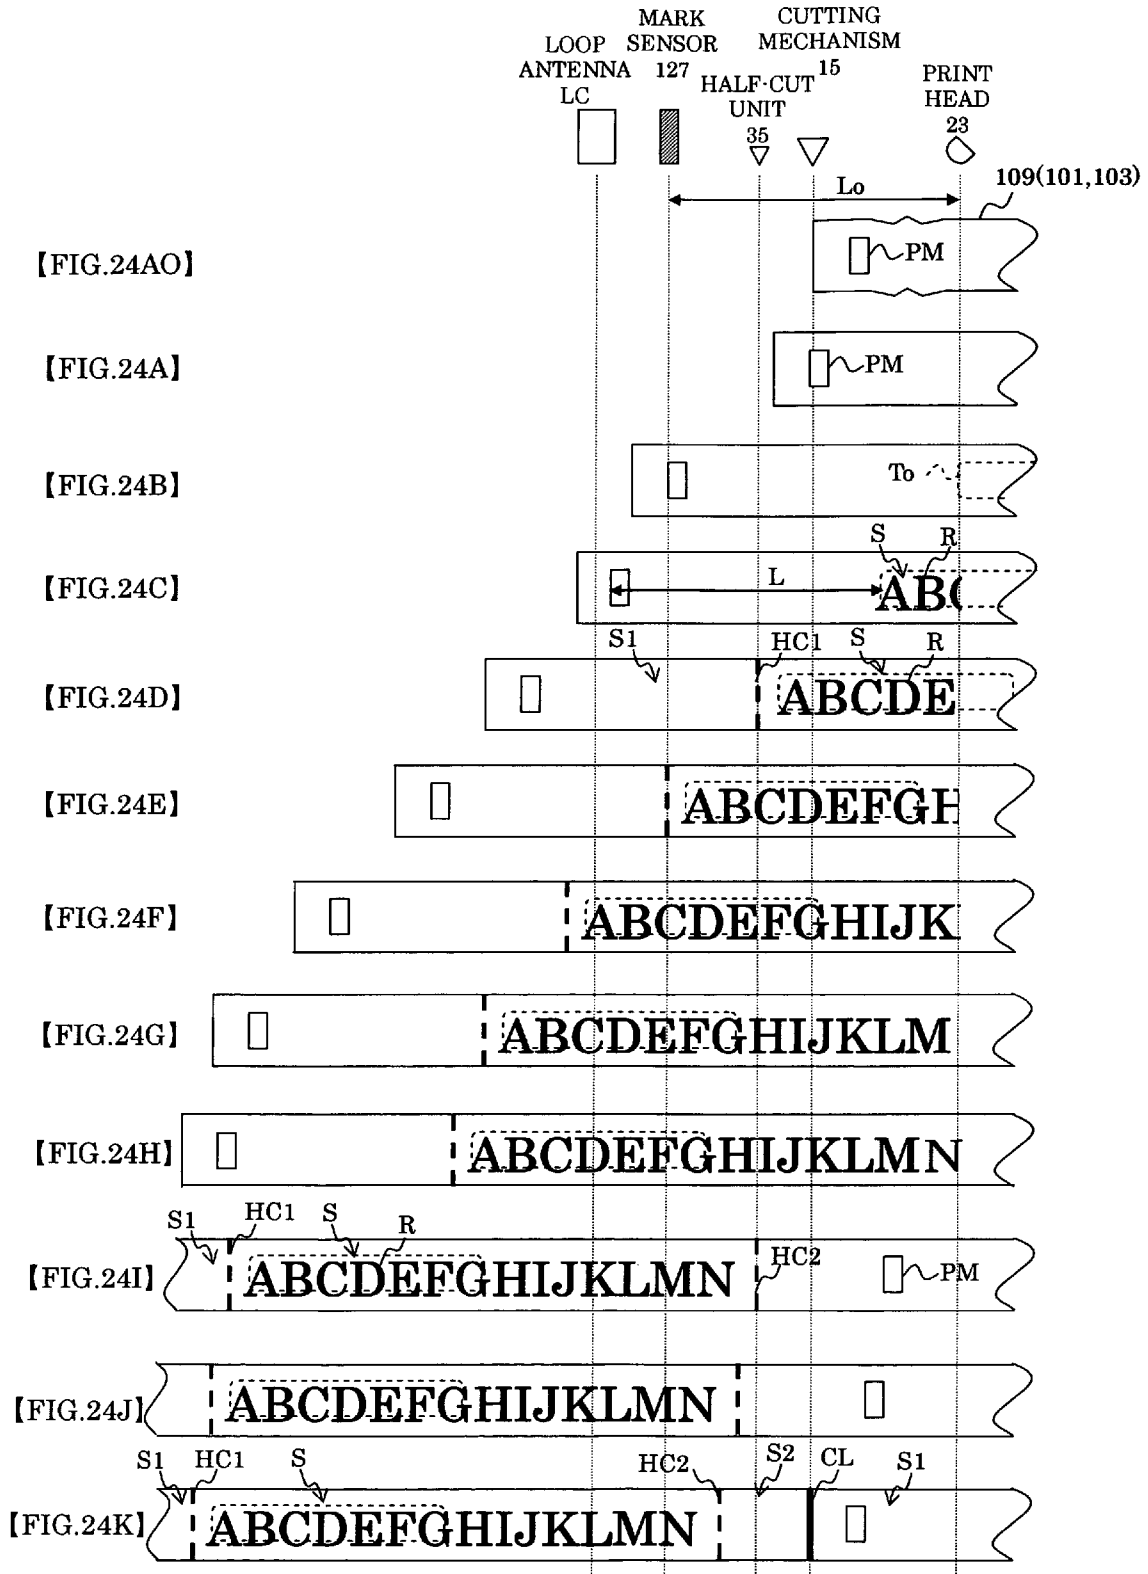 LOOP
ANTENNA
LC
MARK
SENSOR
127
HALF-CUT
UNIT
35
CUTTING
MECHANISM
15
PRINT
HEAD
23
Lo
109(101,103)
【FIG.24AO】
PM
【FIG.24A】
PM
【FIG.24B】
To
【FIG.24C】
L
S
R
ABC
【FIG.24D】
S1
HC1
S
R
ABCDE
【FIG.24E】
ABCDEFGH
【FIG.24F】
ABCDEFGHIJK
【FIG.24G】
ABCDEFGHIJKLM
【FIG.24H】
ABCDEFGHIJKLMN
【FIG.24I】
S1
HC1
S
R
ABCDEFGHIJKLMN
HC2
PM
【FIG.24J】
ABCDEFGHIJKLMN
【FIG.24K】
S1
HC1
S
HC2
S2
CL
S1
ABCDEFGHIJKLMN